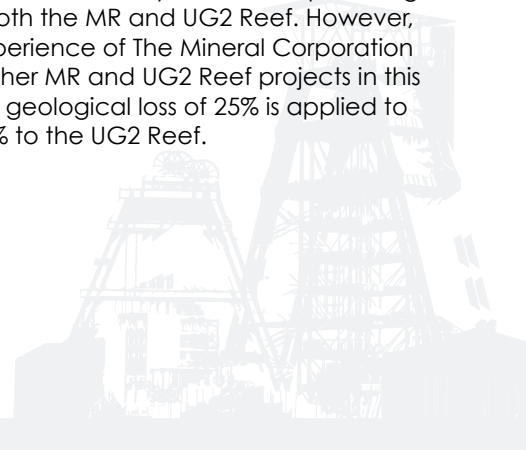 oth the MR and UG2 Reef. However,
perience of The Mineral Corporation
her MR and UG2 Reef projects in this
geological loss of 25% is applied to
% to the UG2 Reef.